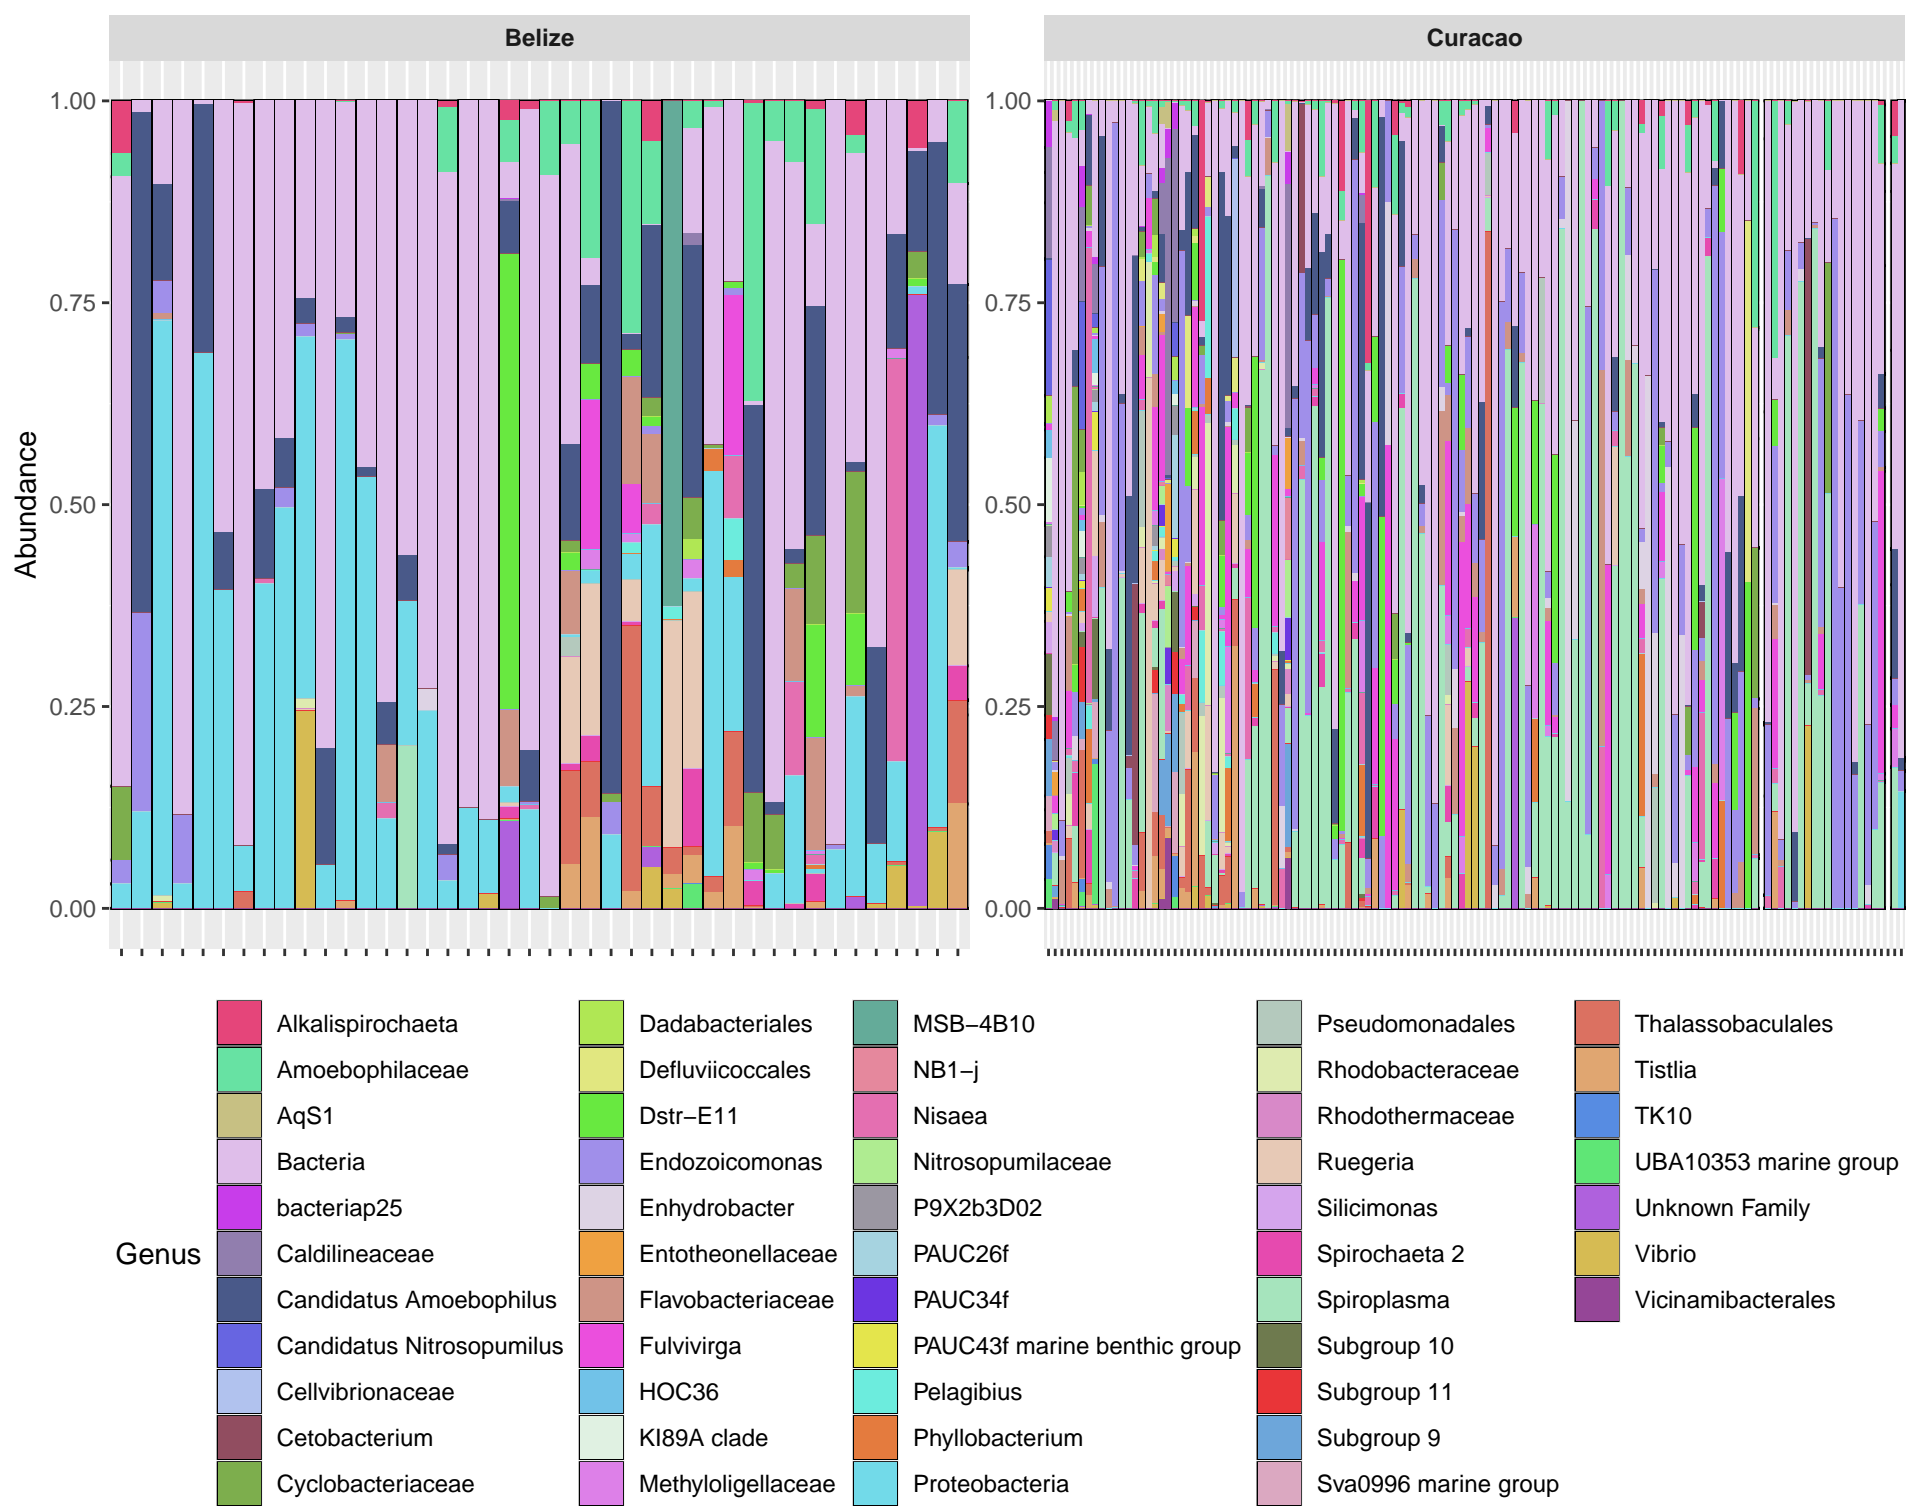 Belize
Curacao
1.00
0.75
0.50
0.25
0.00
1.00
0.75
0.50
0.25
0.00
Abundance
Genus
Alkalispirochaeta
Amoebophilaceae
AqS1
Bacteria
bacteriap25
Caldilineaceae
Candidatus Amoebophilus
Candidatus Nitrosopumilus
Cellvibrionaceae
Cetobacterium
Cyclobacteriaceae
Dadabacteriales
Defluviicoccales
Dstr−E11
Endozoicomonas
Enhydrobacter
Entotheonellaceae
Flavobacteriaceae
Fulvivirga
HOC36
KI89A clade
Methyloligellaceae
MSB−4B10
NB1−j
Nisaea
Nitrosopumilaceae
P9X2b3D02
PAUC26f
PAUC34f
PAUC43f marine benthic group
Pelagibius
Phyllobacterium
Proteobacteria
Pseudomonadales
Rhodobacteraceae
Rhodothermaceae
Ruegeria
Silicimonas
Spirochaeta 2
Spiroplasma
Subgroup 10
Subgroup 11
Subgroup 9
Sva0996 marine group
Thalassobaculales
Tistlia
TK10
UBA10353 marine group
Unknown Family
Vibrio
Vicinamibacterales